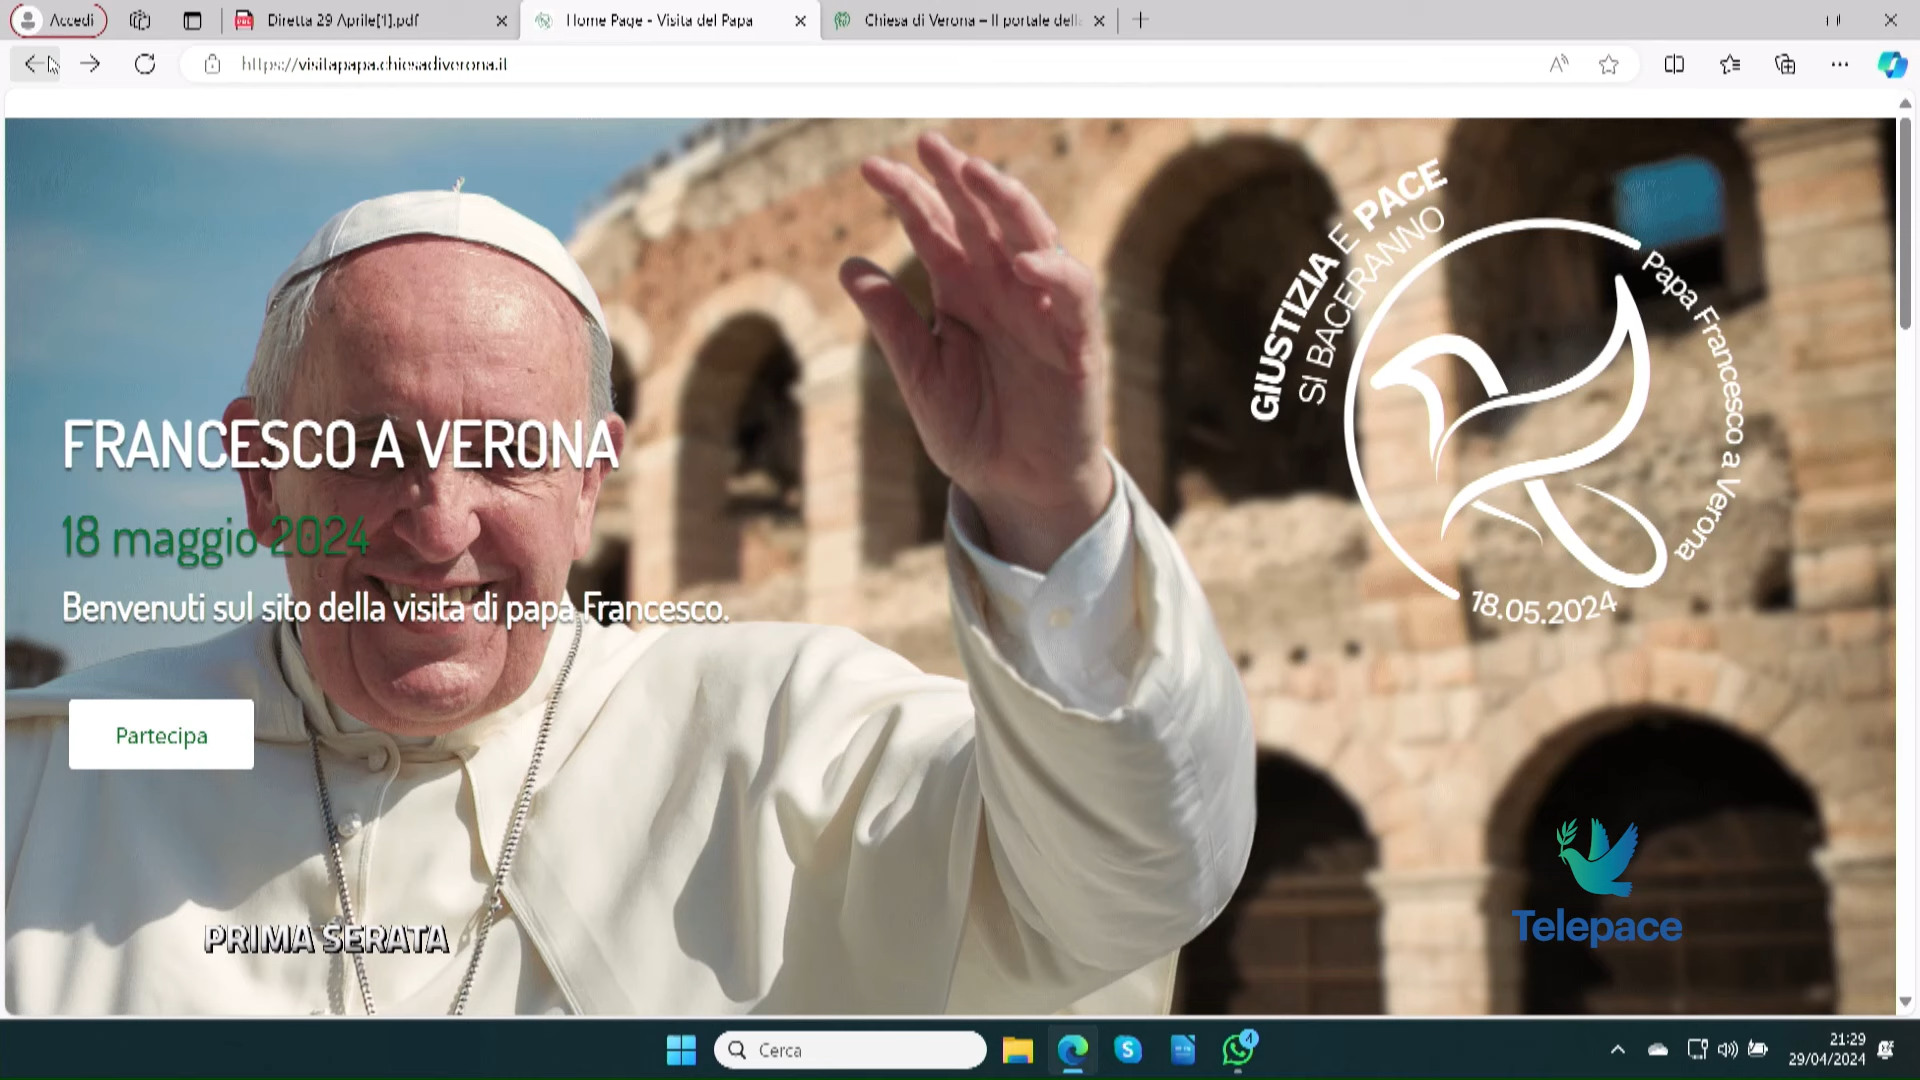 Accedi
Diretta 29 Aprile[1].pdf
Home Page - Visita del Papa
Chiesa di Verona – Il portale della
https://visitapapa.chiesadiverona.it
GIUSTIZIA E PACE
SI BACERANNO
Papa Francesco a Verona
18.05.2024
FRANCESCO A VERONA
18 maggio 2024
Benvenuti sul sito della visita di papa Francesco.
Partecipa
PRIMA SERATA
Telepace
Cerca
4
21:29
29/04/2024